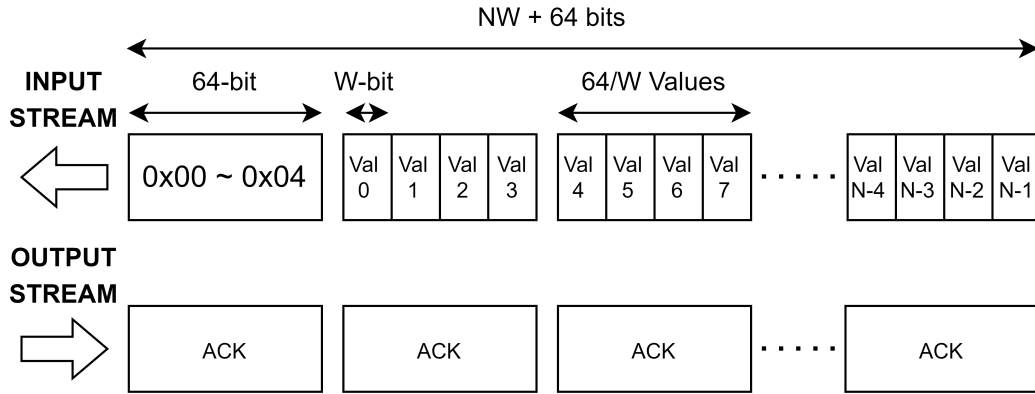 NW + 64 bits
INPUT
STREAM
64-bit
W-bit
64/W Values
0x00 ~ 0x04
Val
0
Val
1
Val
2
Val
3
Val
4
Val
5
Val
6
Val
7
. . . . .
Val
N-4
Val
N-3
Val
N-2
Val
N-1
OUTPUT
STREAM
ACK
ACK
ACK
. . . . .
ACK